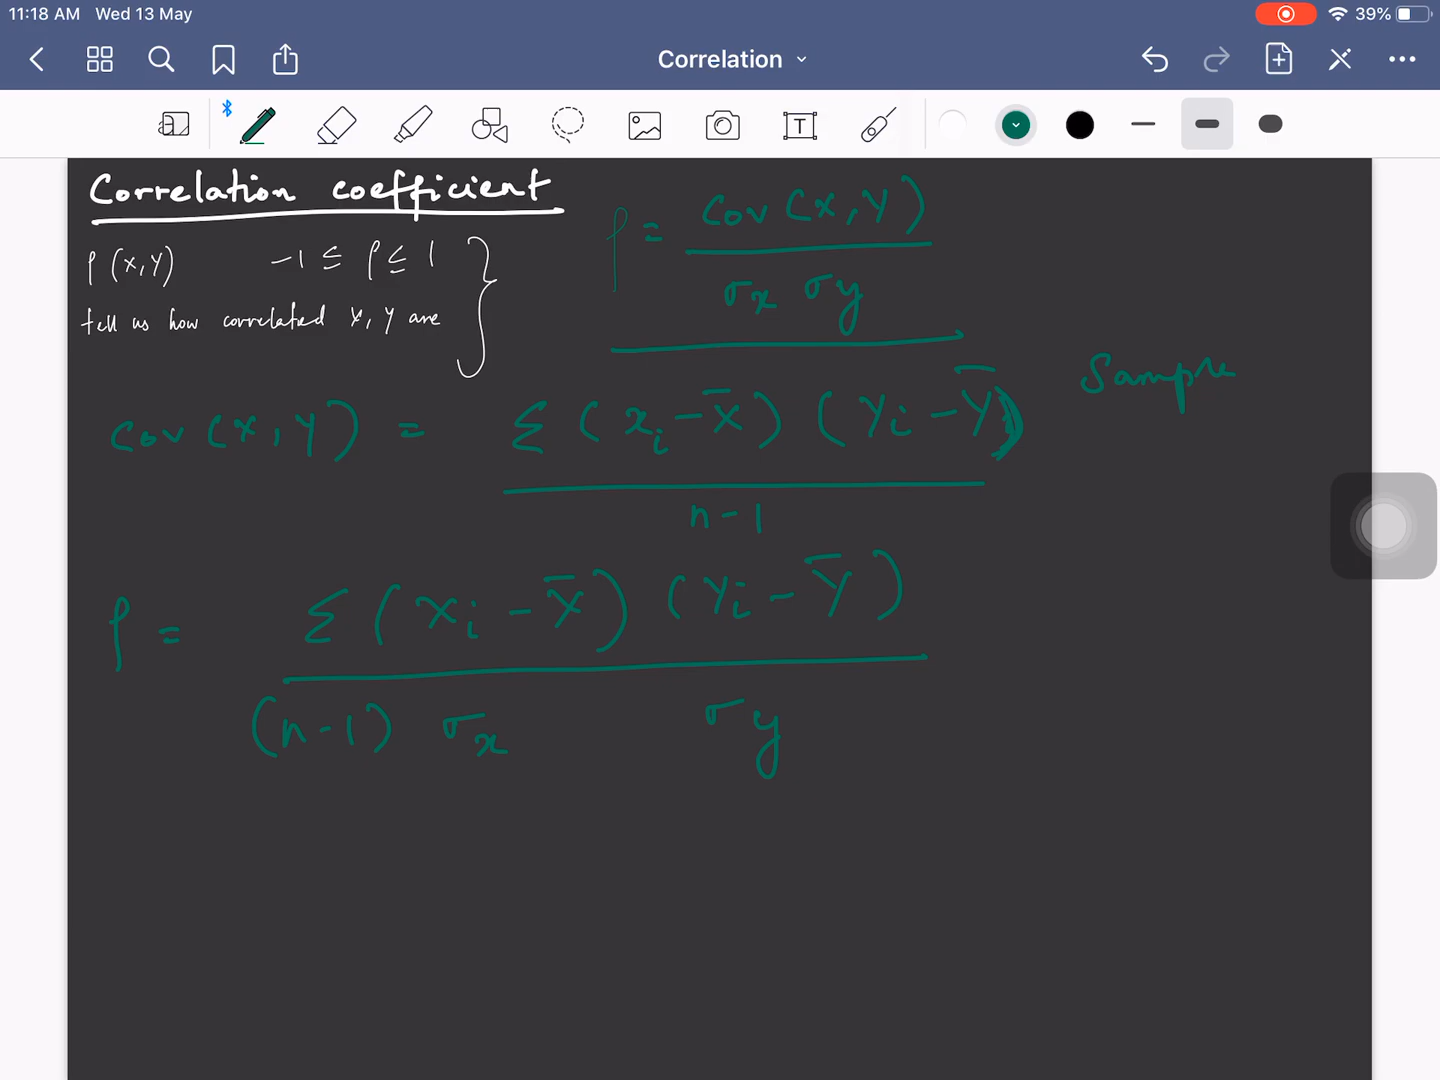 11:18 AM Wed 13 May 39%
Correlation
Correlation coefficient
ρ (x,y) -1 ≤ ρ ≤ 1
tell us how correlated x, y are
ρ = cov (x,y) / σx σy
Sample
cov (x,y) = Σ (xi - x̄) (yi - ȳ) / n-1
ρ = Σ (xi - x̄) (yi - ȳ) / (n-1) σx σy